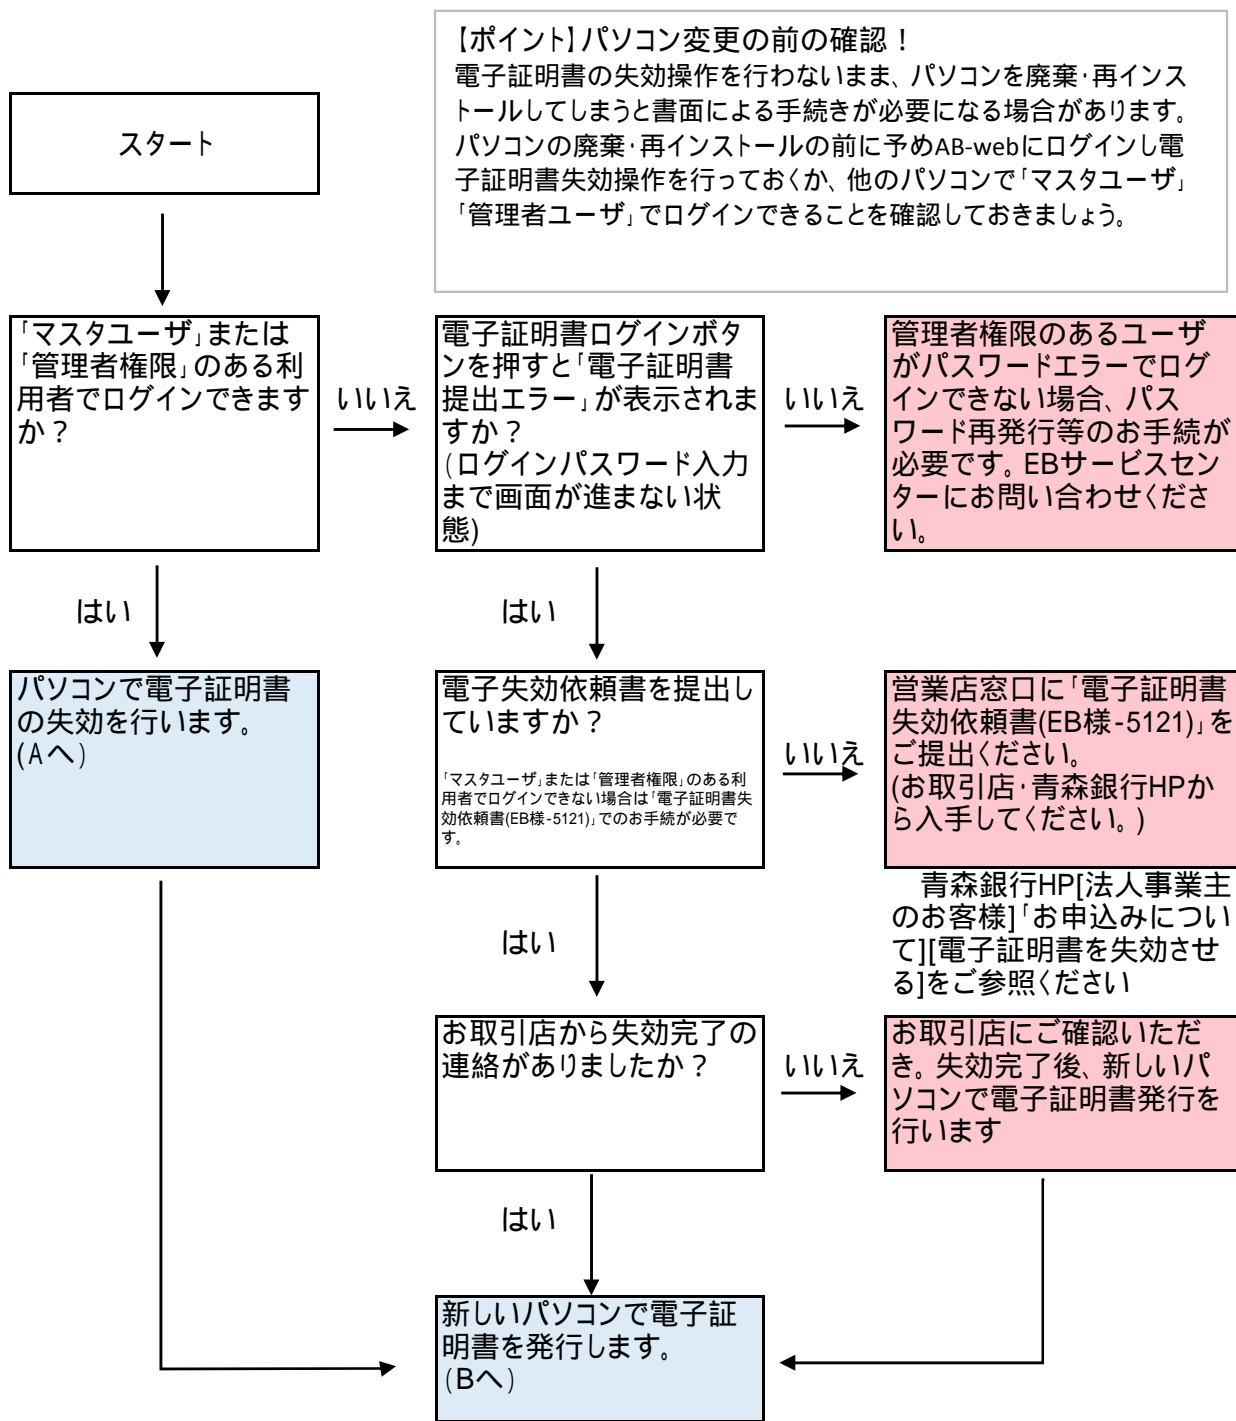 【ポイント】パソコン変更の前の確認！
電子証明書の失効操作を行わないまま、パソコンを廃棄・再インス
トールしてしまうと書面による手続きが必要になる場合があります。
パソコンの廃棄・再インストールの前に予めAB-webにログインし電
子証明書失効操作を行っておくか、他のパソコンで「マスタユーザ」
「管理者ユーザ」でログインできることを確認しておきましょう。
スタート
「マスタユーザ」または
「管理者権限」のある利
用者でログインできます
か？
いいえ
電子証明書ログインボタ
ンを押すと「電子証明書
提出エラー」が表示されま
すか？
(ログインパスワード入力
まで画面が進まない状
態)
いいえ
管理者権限のあるユーザ
がパスワードエラーでログ
インできない場合、パス
ワード再発行等のお手続が
必要です。EBサービスセン
ターにお問い合わせくださ
い。
はい
はい
パソコンで電子証明書
の失効を行います。
(Aへ)
電子失効依頼書を提出し
ていますか？
「マスタユーザ」または「管理者権限」のある利
用者でログインできない場合は「電子証明書失
効依頼書(EB様-5121)」でのお手続が必要で
す。
いいえ
営業店窓口に「電子証明書
失効依頼書(EB様-5121)」を
ご提出ください。
(お取引店・青森銀行HPか
ら入手してください。)
青森銀行HP[法人事業主
のお客様]「お申込みについ
て][電子証明書を失効させ
る]をご参照ください
はい
お取引店から失効完了の
連絡がありましたか？
いいえ
お取引店にご確認いただ
き。失効完了後、新しいパ
ソコンで電子証明書発行を
行います
はい
新しいパソコンで電子証
明書を発行します。
(Bへ)